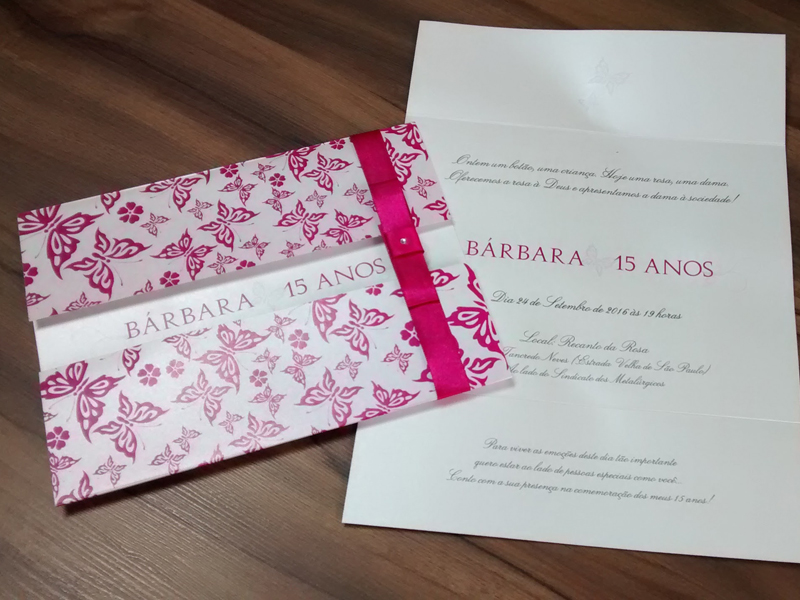 BÁRBARA 15 ANOS
Ontem um botão, uma criança. Hoje uma rosa, uma dama.
Oferecemos a rosa à Deus e apresentamos a dama à sociedade!
BÁRBARA 15 ANOS
Dia 24 de Setembro de 2016 às 19 horas
Local: Recanto da Rosa
Tancredo Neves (Estrada Velha de São Paulo)
lado do Sindicato dos Metalúrgicos
Para viver as emoções deste dia tão importante
quero estar ao lado de pessoas especiais como você...
Conto com a sua presença na comemoração dos meus 15 anos!